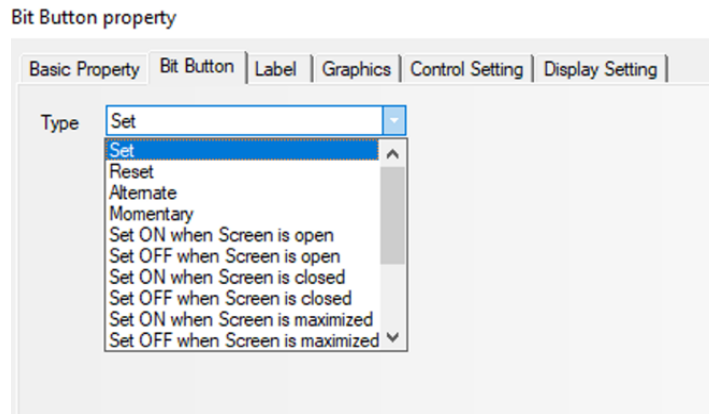 Bit Button property
Basic Property Bit Button Label Graphics Control Setting Display Setting
Type Set
Set
Reset
Alternate
Momentary
Set ON when Screen is open
Set OFF when Screen is open
Set ON when Screen is closed
Set OFF when Screen is closed
Set ON when Screen is maximized
Set OFF when Screen is maximized